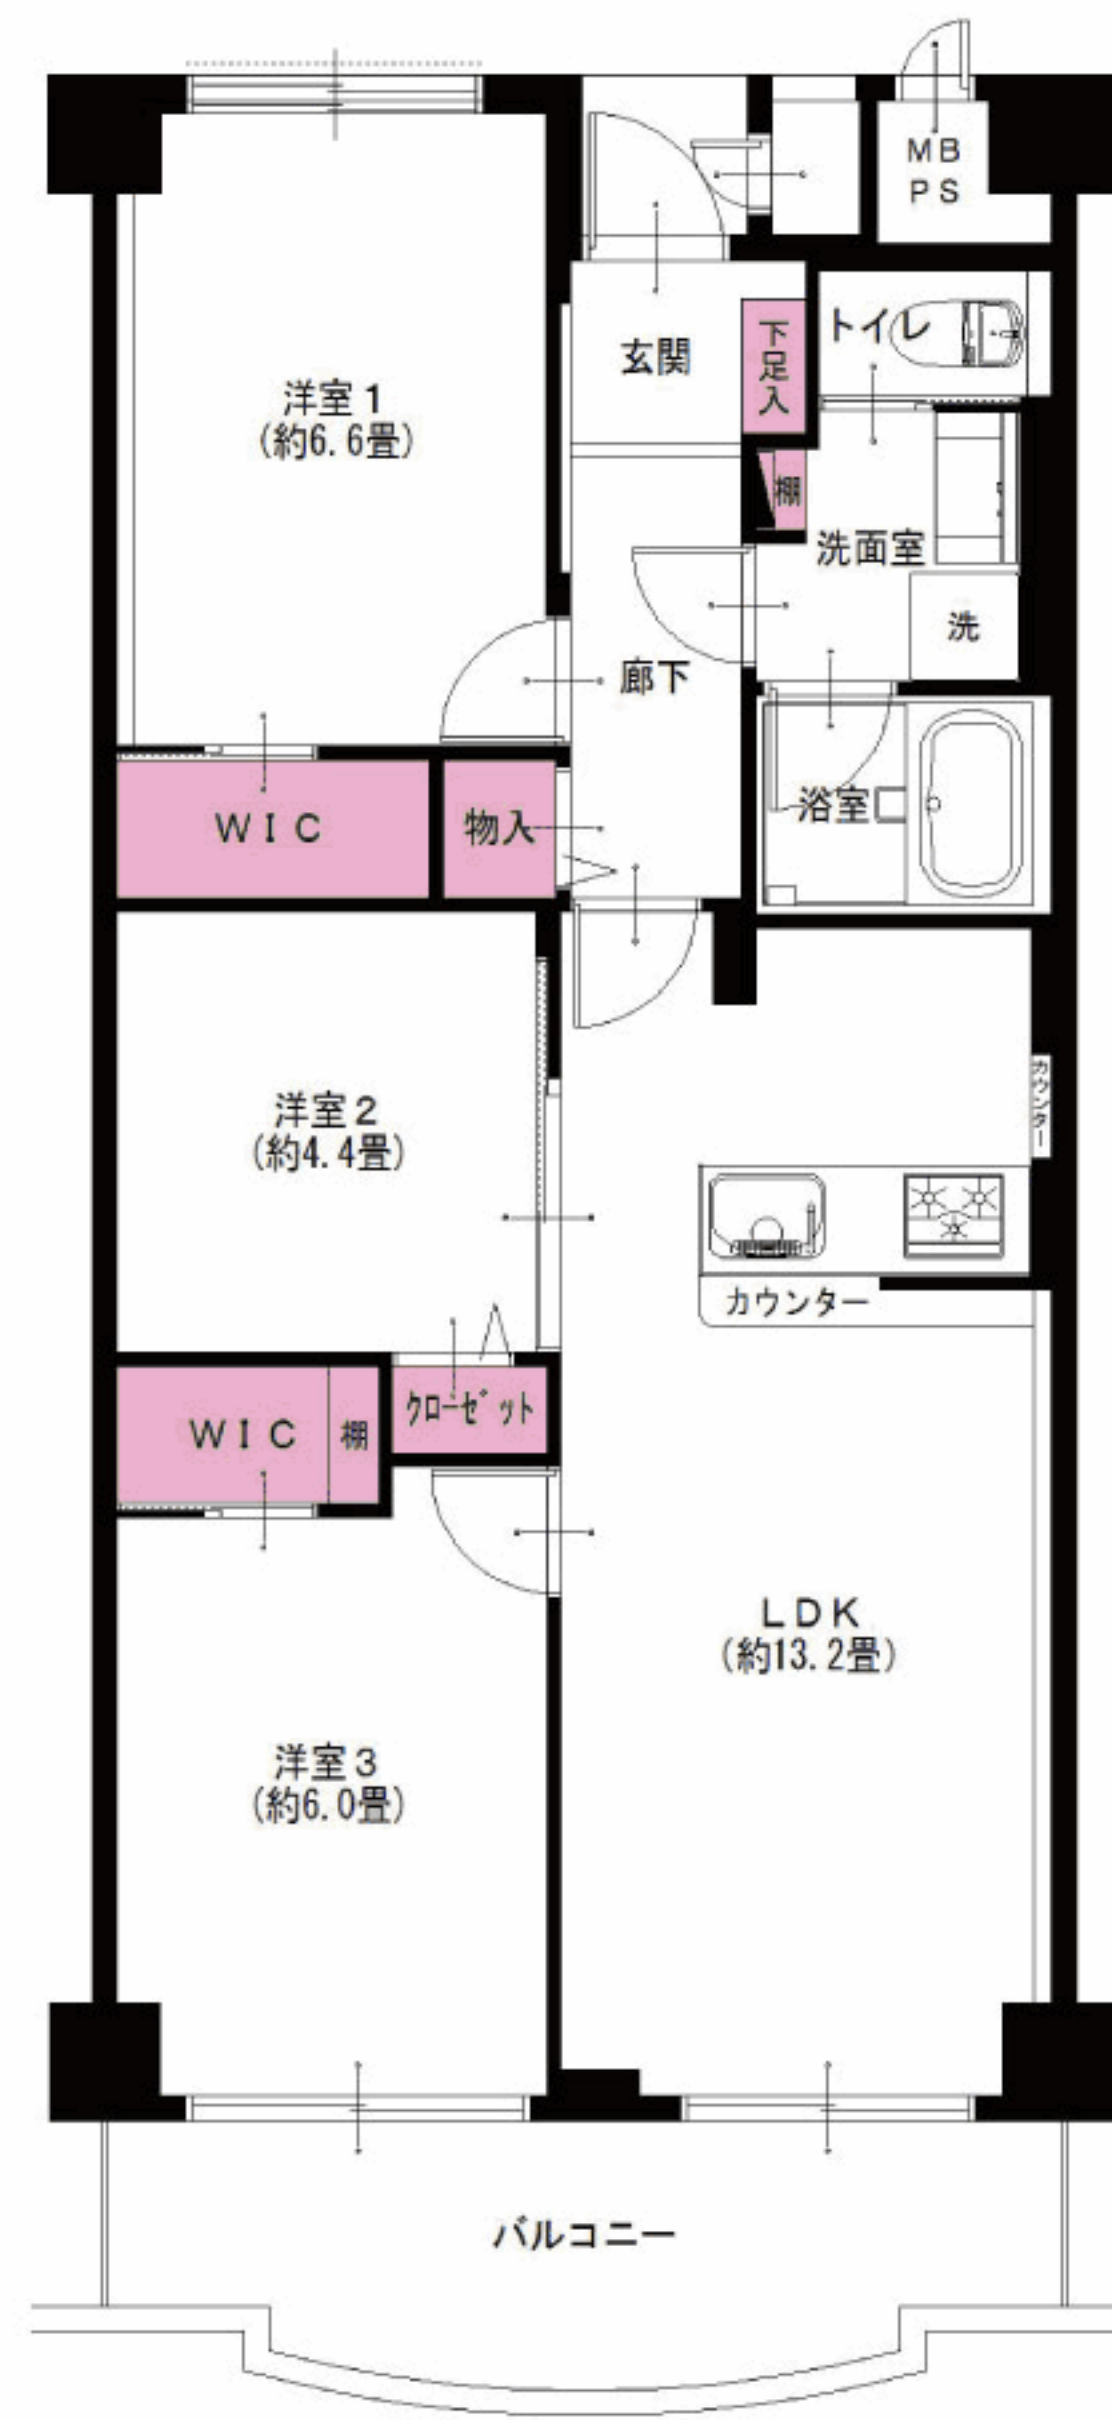 MB
PS
トイレ
玄関
下足入
洋室1
(約6.6畳)
棚
洗面室
洗
廊下
浴室
WIC
物入
洋室2
(約4.4畳)
カウンター
カウンター
クローゼット
WIC
棚
LDK
(約13.2畳)
洋室3
(約6.0畳)
バルコニー